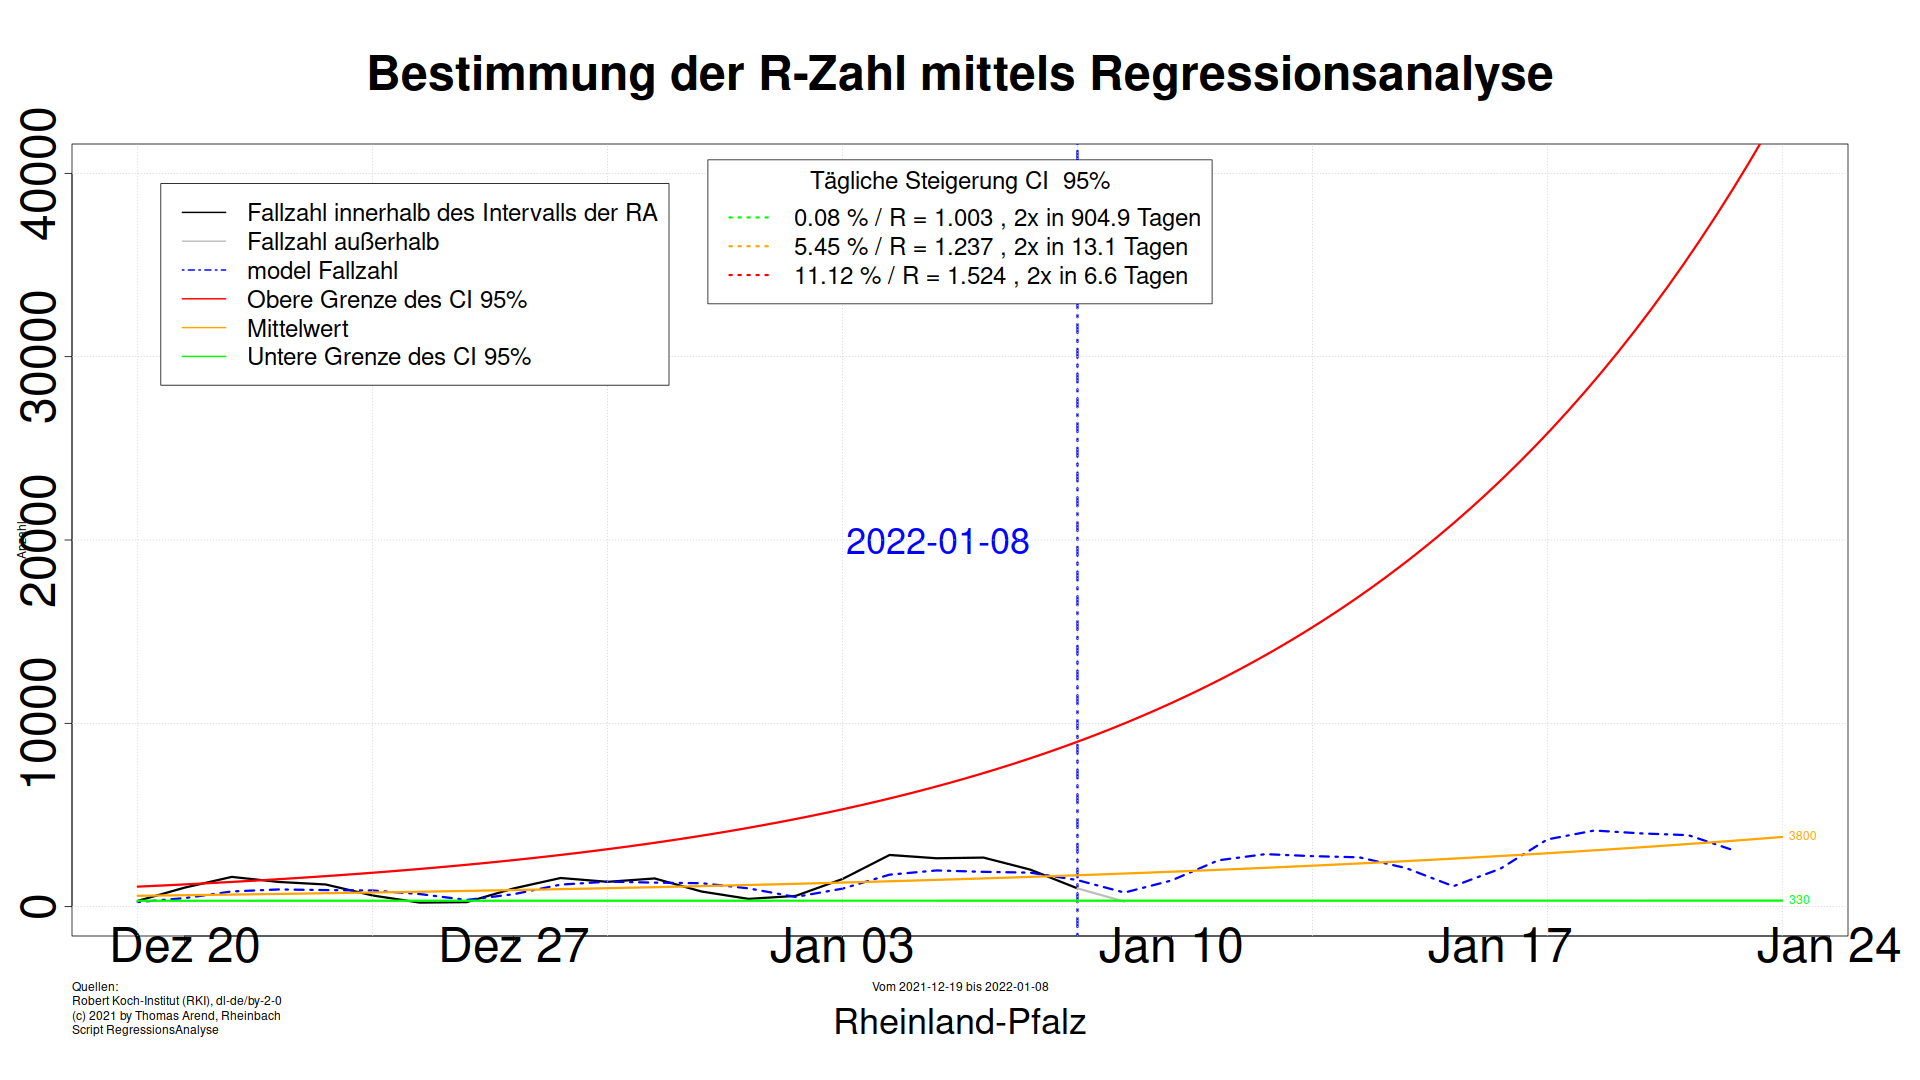 Bestimmung der R-Zahl mittels Regressionsanalyse
Anzahl
40000
30000
20000
10000
0
Fallzahl innerhalb des Intervalls der RA
Fallzahl außerhalb
model Fallzahl
Obere Grenze des CI 95%
Mittelwert
Untere Grenze des CI 95%
Tägliche Steigerung CI  95%
0.08 % / R = 1.003 , 2x in 904.9 Tagen
5.45 % / R = 1.237 , 2x in 13.1 Tagen
11.12 % / R = 1.524 , 2x in 6.6 Tagen
2022-01-08
3800
330
Dez 20 Dez 27 Jan 03 Jan 10 Jan 17 Jan 24
Quellen:
Robert Koch-Institut (RKI), dl-de/by-2-0
(c) 2021 by Thomas Arend, Rheinbach
Script RegressionsAnalyse
Vom 2021-12-19 bis 2022-01-08
Rheinland-Pfalz